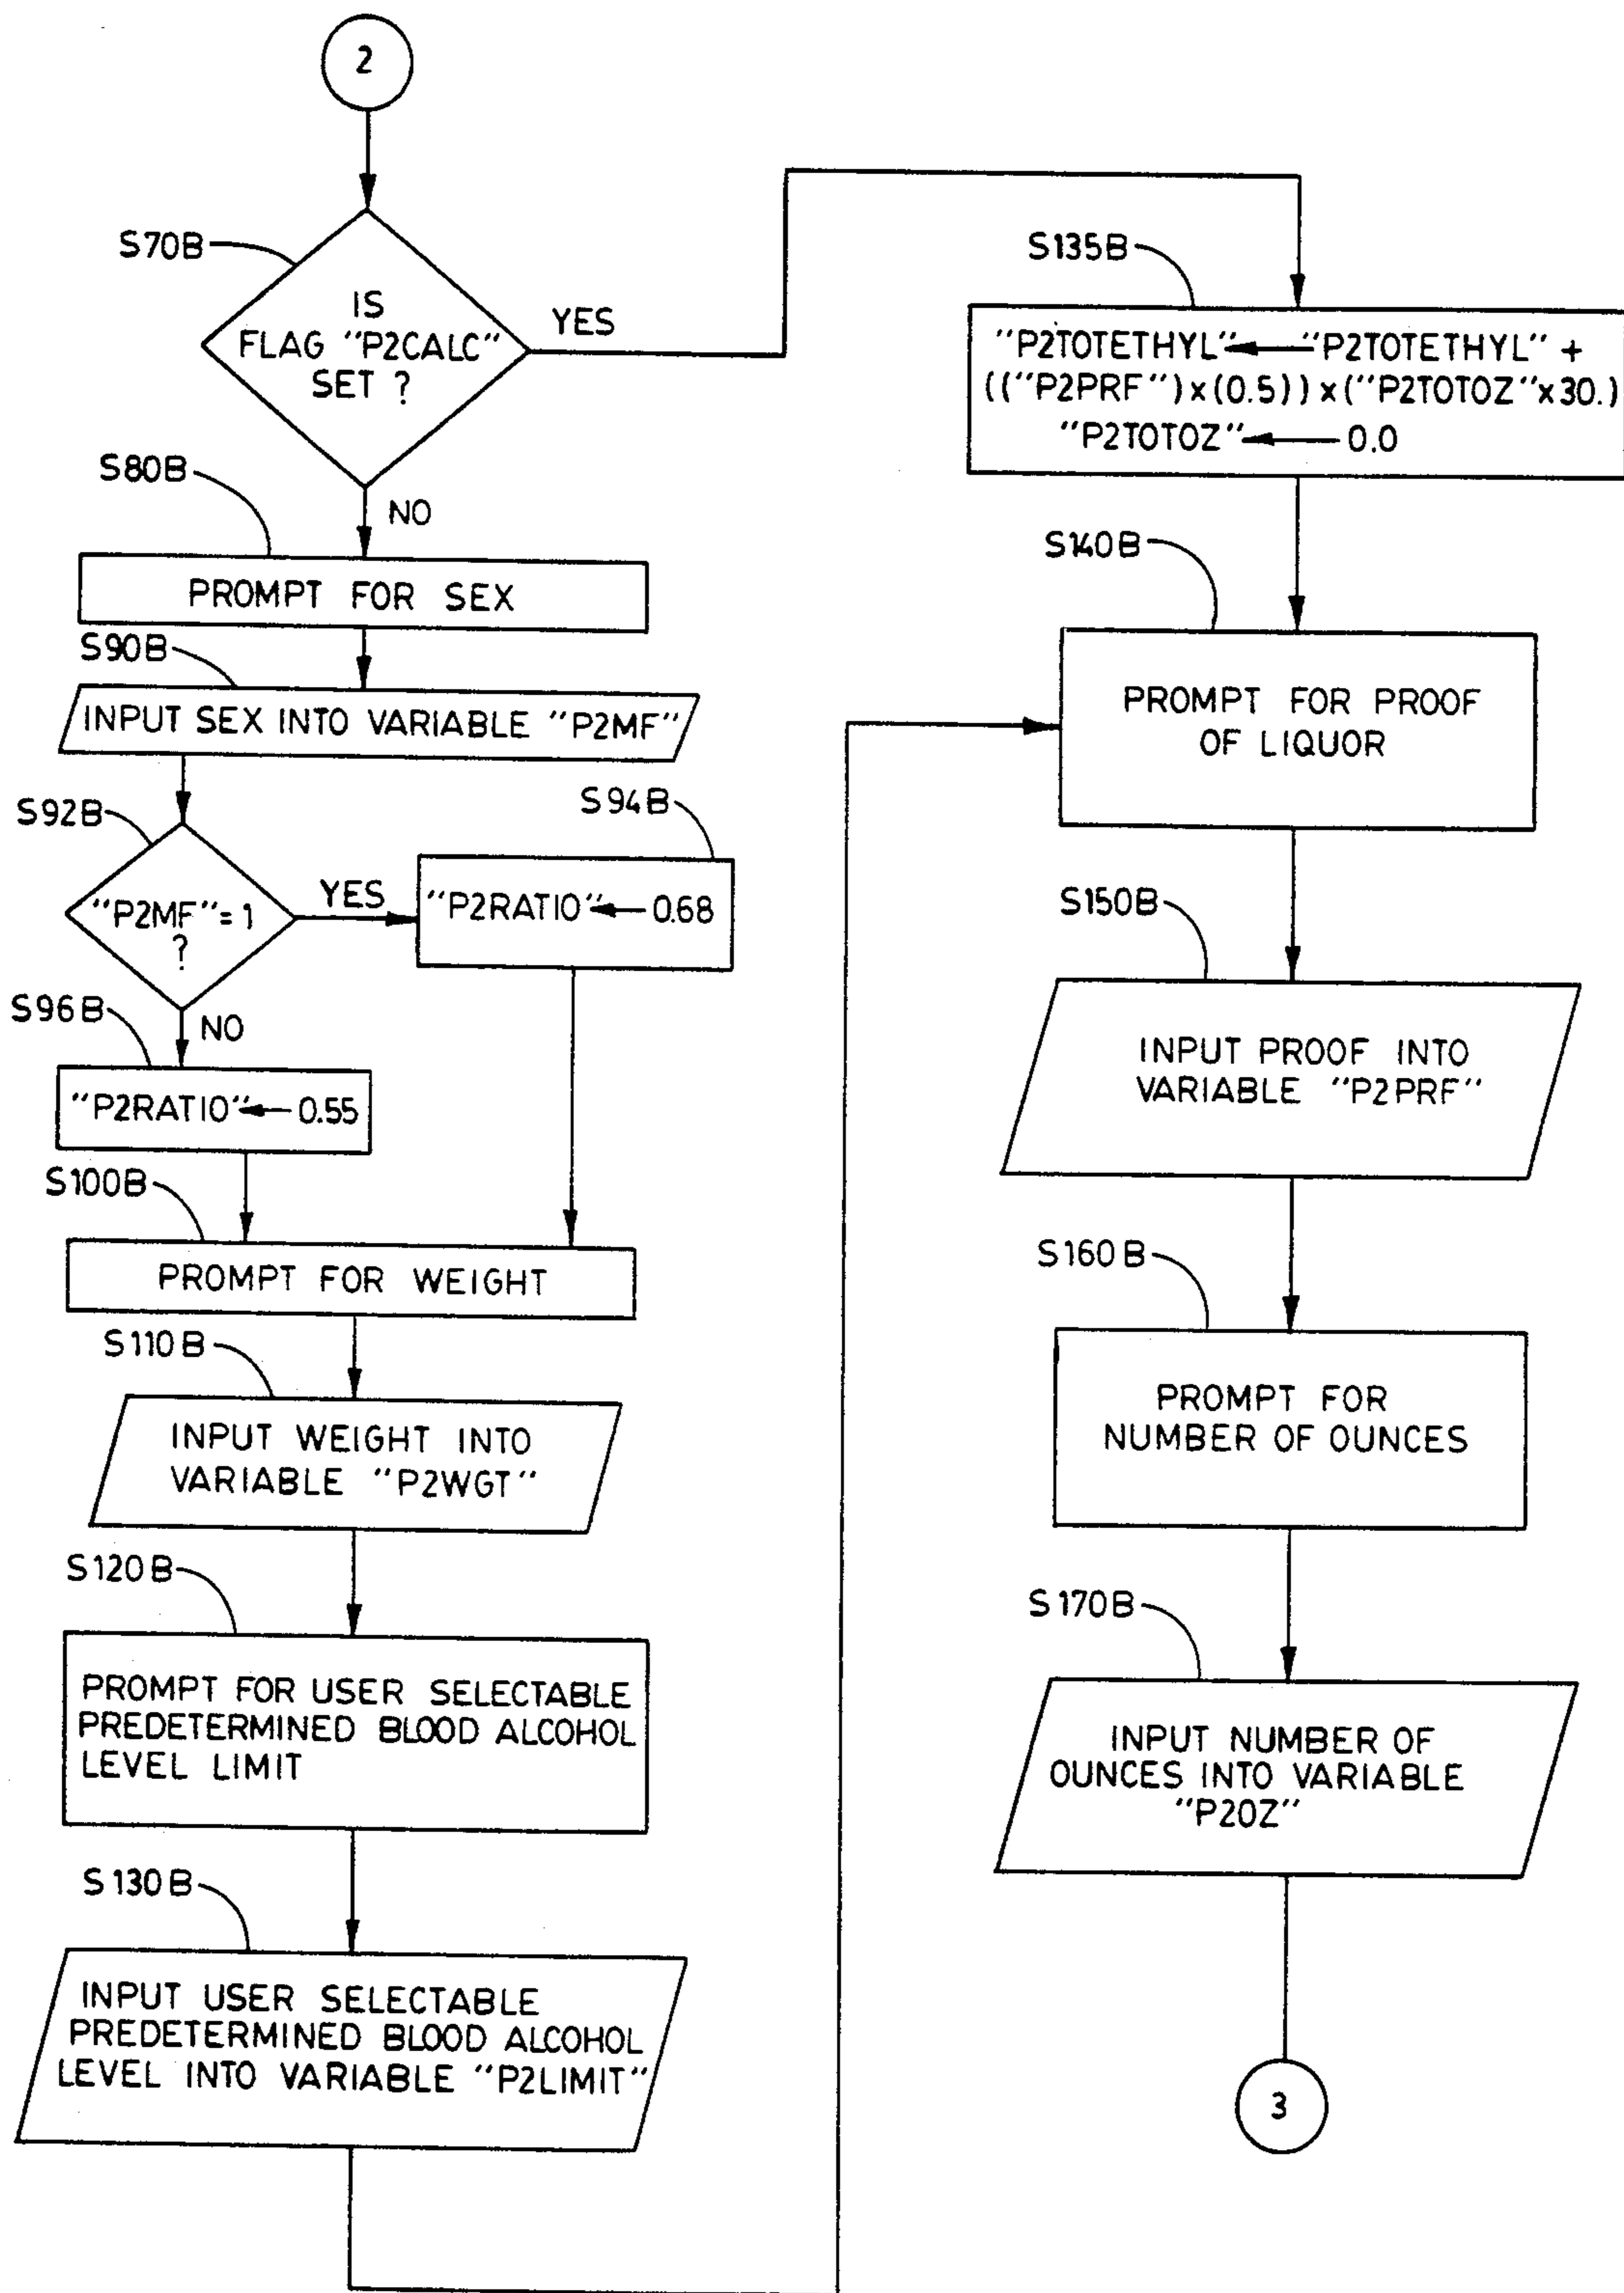 2
S70B
IS
FLAG "P2CALC"
SET ?
YES
NO
S80B
PROMPT FOR SEX
S90B
INPUT SEX INTO VARIABLE "P2MF"
S92B
"P2MF"=1
?
YES
NO
S94B
"P2RATIO"← 0.68
S96B
"P2RATIO"← 0.55
S100B
PROMPT FOR WEIGHT
S110B
INPUT WEIGHT INTO
VARIABLE "P2WGT"
S120B
PROMPT FOR USER SELECTABLE
PREDETERMINED BLOOD ALCOHOL
LEVEL LIMIT
S130B
INPUT USER SELECTABLE
PREDETERMINED BLOOD ALCOHOL
LEVEL INTO VARIABLE "P2LIMIT"
S135B
"P2TOTETHYL"←"P2TOTETHYL" +
(("P2PRF")x(0.5))x("P2TOTOZ"x30.)
"P2TOTOZ"← 0.0
S140B
PROMPT FOR PROOF
OF LIQUOR
S150B
INPUT PROOF INTO
VARIABLE "P2PRF"
S160B
PROMPT FOR
NUMBER OF OUNCES
S170B
INPUT NUMBER OF
OUNCES INTO VARIABLE
"P2OZ"
3